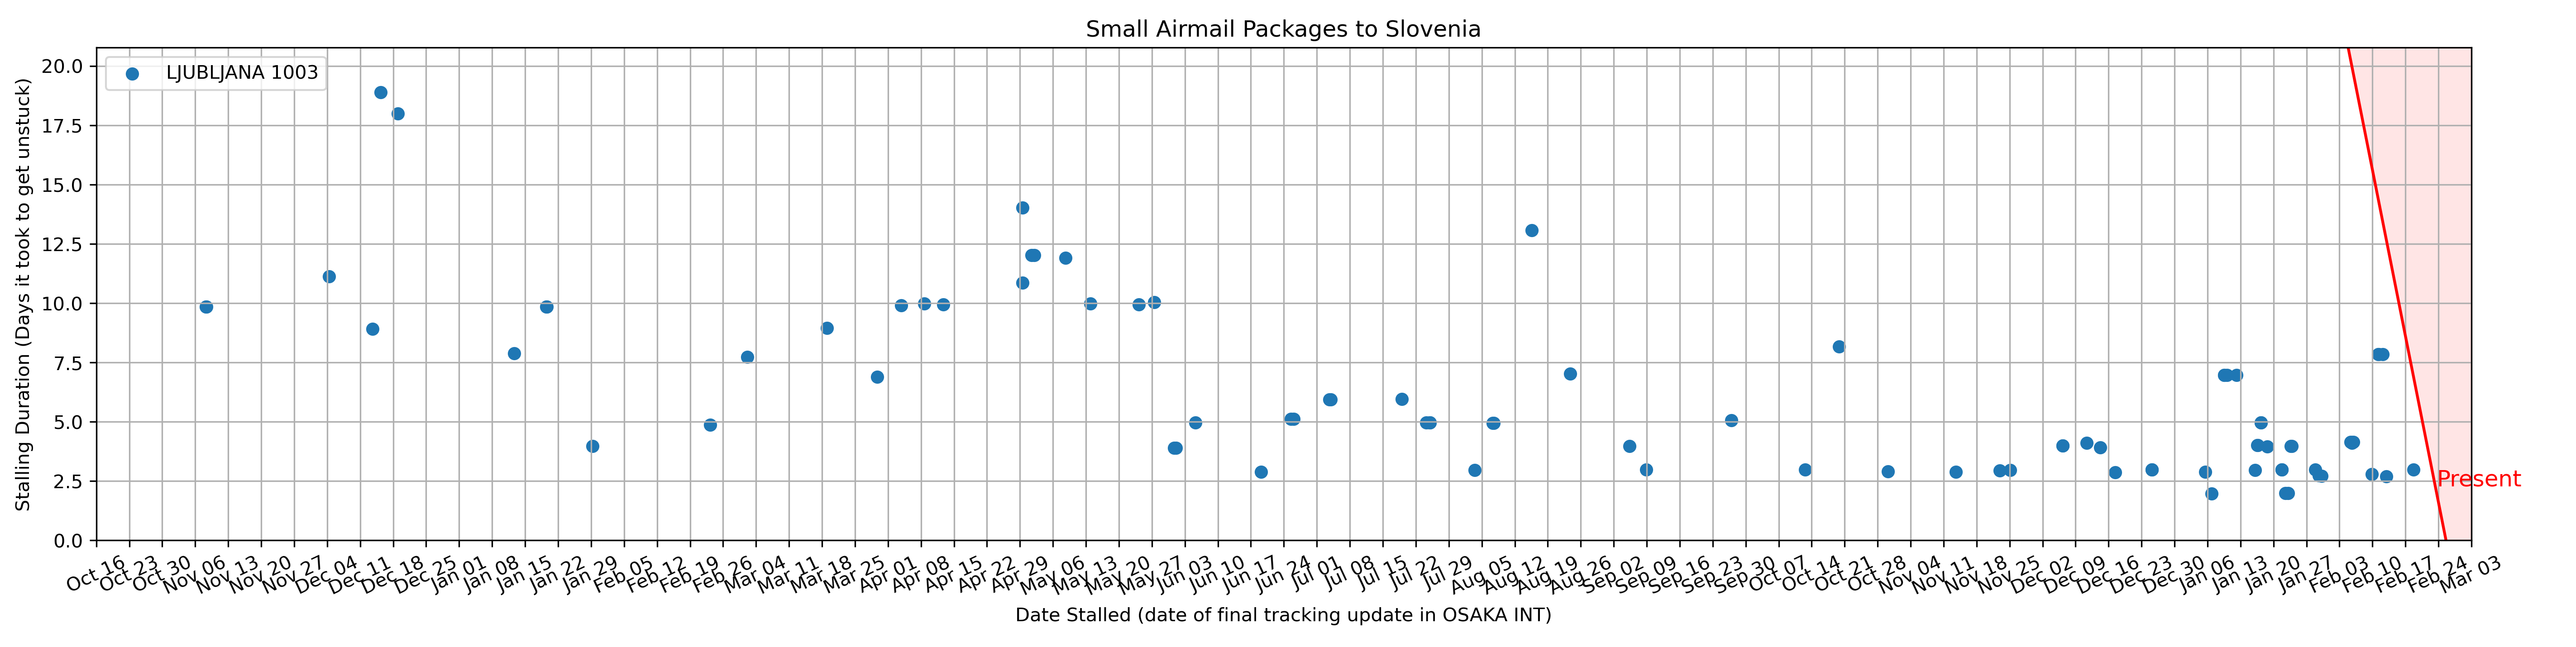 Small Airmail Packages to Slovenia
LJUBLJANA 1003
Stalling Duration (Days it took to get unstuck)
20.0
17.5
15.0
12.5
10.0
7.5
5.0
2.5
0.0
Present
Oct 16 Oct 23 Oct 30 Nov 06 Nov 13 Nov 20 Nov 27 Dec 04 Dec 11 Dec 18 Dec 25 Jan 01 Jan 08 Jan 15 Jan 22 Jan 29 Feb 05 Feb 12 Feb 19 Feb 26 Mar 04 Mar 11 Mar 18 Mar 25 Apr 01 Apr 08 Apr 15 Apr 22 Apr 29 May 06 May 13 May 20 May 27 Jun 03 Jun 10 Jun 17 Jun 24 Jul 01 Jul 08 Jul 15 Jul 22 Jul 29 Aug 05 Aug 12 Aug 19 Aug 26 Sep 02 Sep 09 Sep 16 Sep 23 Sep 30 Oct 07 Oct 14 Oct 21 Oct 28 Nov 04 Nov 11 Nov 18 Nov 25 Dec 02 Dec 09 Dec 16 Dec 23 Dec 30 Jan 06 Jan 13 Jan 20 Jan 27 Feb 03 Feb 10 Feb 17 Feb 24 Mar 03
Date Stalled (date of final tracking update in OSAKA INT)